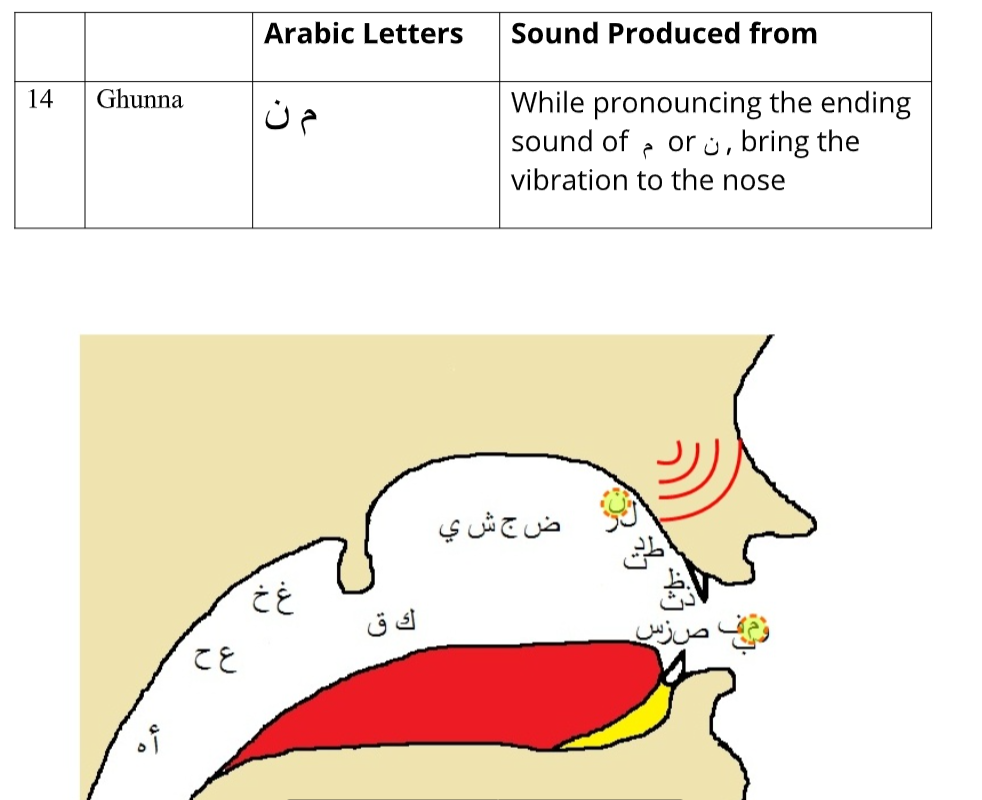 Arabic Letters
Sound Produced from
14
Ghunna
م ن
While pronouncing the ending
sound of م or ن, bring the
vibration to the nose
ن
ل ر
ض ج ش ي
ط د ت
ظ ذ ث
غ خ
ك ق
ص ز س
ف م و ب
ع ح
أ ه